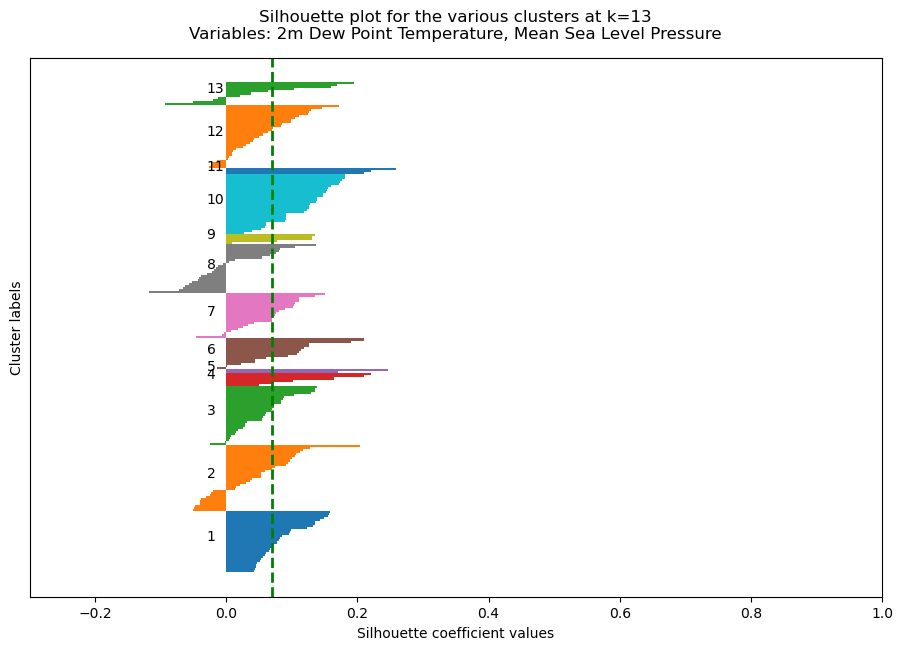 Silhouette plot for the various clusters at k=13
Variables: 2m Dew Point Temperature, Mean Sea Level Pressure
Cluster labels
13
12
11
10
9
8
7
6
5
4
3
2
1
−0.2 0.0 0.2 0.4 0.6 0.8 1.0
Silhouette coefficient values